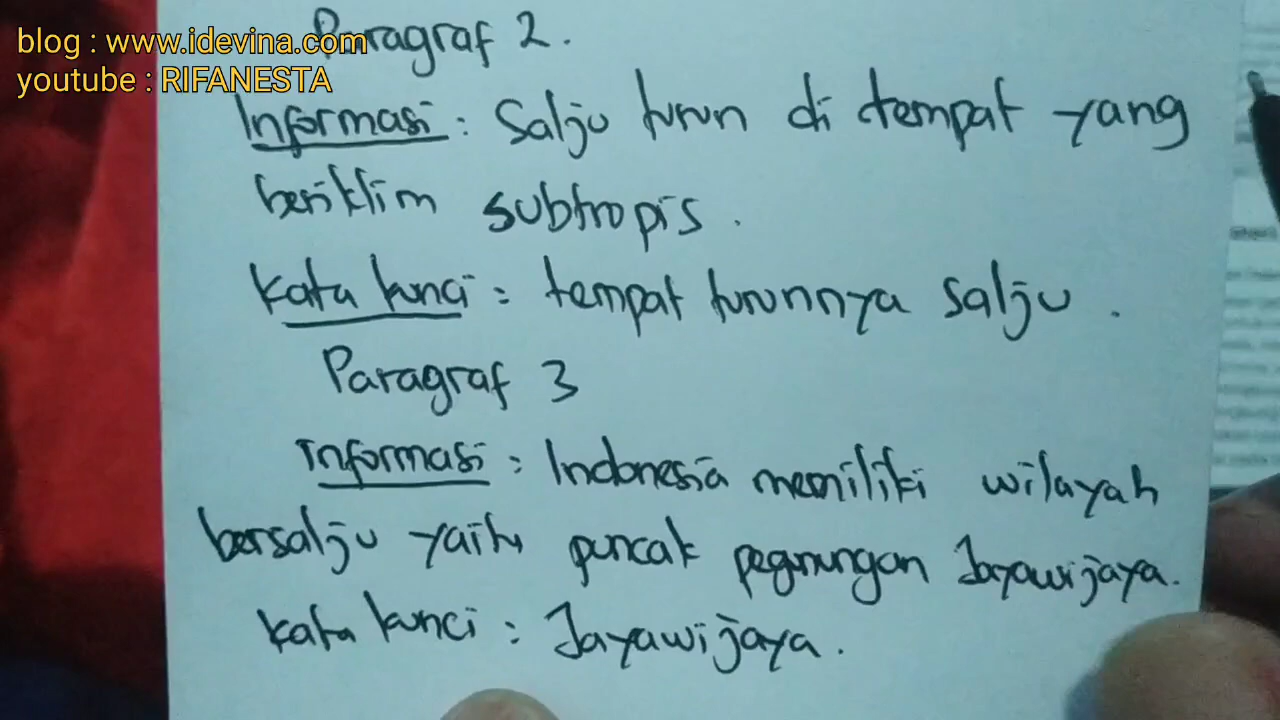 blog : www.idevina.com
youtube : RIFANESTA
Paragraf 2.
Informasi : Salju turun di tempat yang
beriklim subtropis.
Kata kunci : tempat turunnya salju.
Paragraf 3
Informasi : Indonesia memiliki wilayah
bersalju yaitu puncak pegunungan Jayawijaya.
Kata kunci : Jayawijaya.